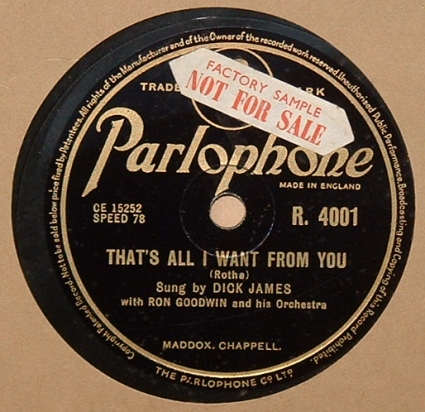 Copyright Patented Record. Not to be sold below price fixed by Patentees. All rights of the Manufacturer and of the Owner of the recorded work reserved. Unauthorised Public Performance, Broadcasting and Copying of this Record Prohibited.
TRADE MARK
FACTORY SAMPLE
NOT FOR SALE
Parlophone
MADE IN ENGLAND
CE 15252
SPEED 78
R. 4001
THAT'S ALL I WANT FROM YOU
(Rotha)
Sung by DICK JAMES
with RON GOODWIN and his Orchestra
MADDOX. CHAPPELL.
THE PARLOPHONE Co LTD